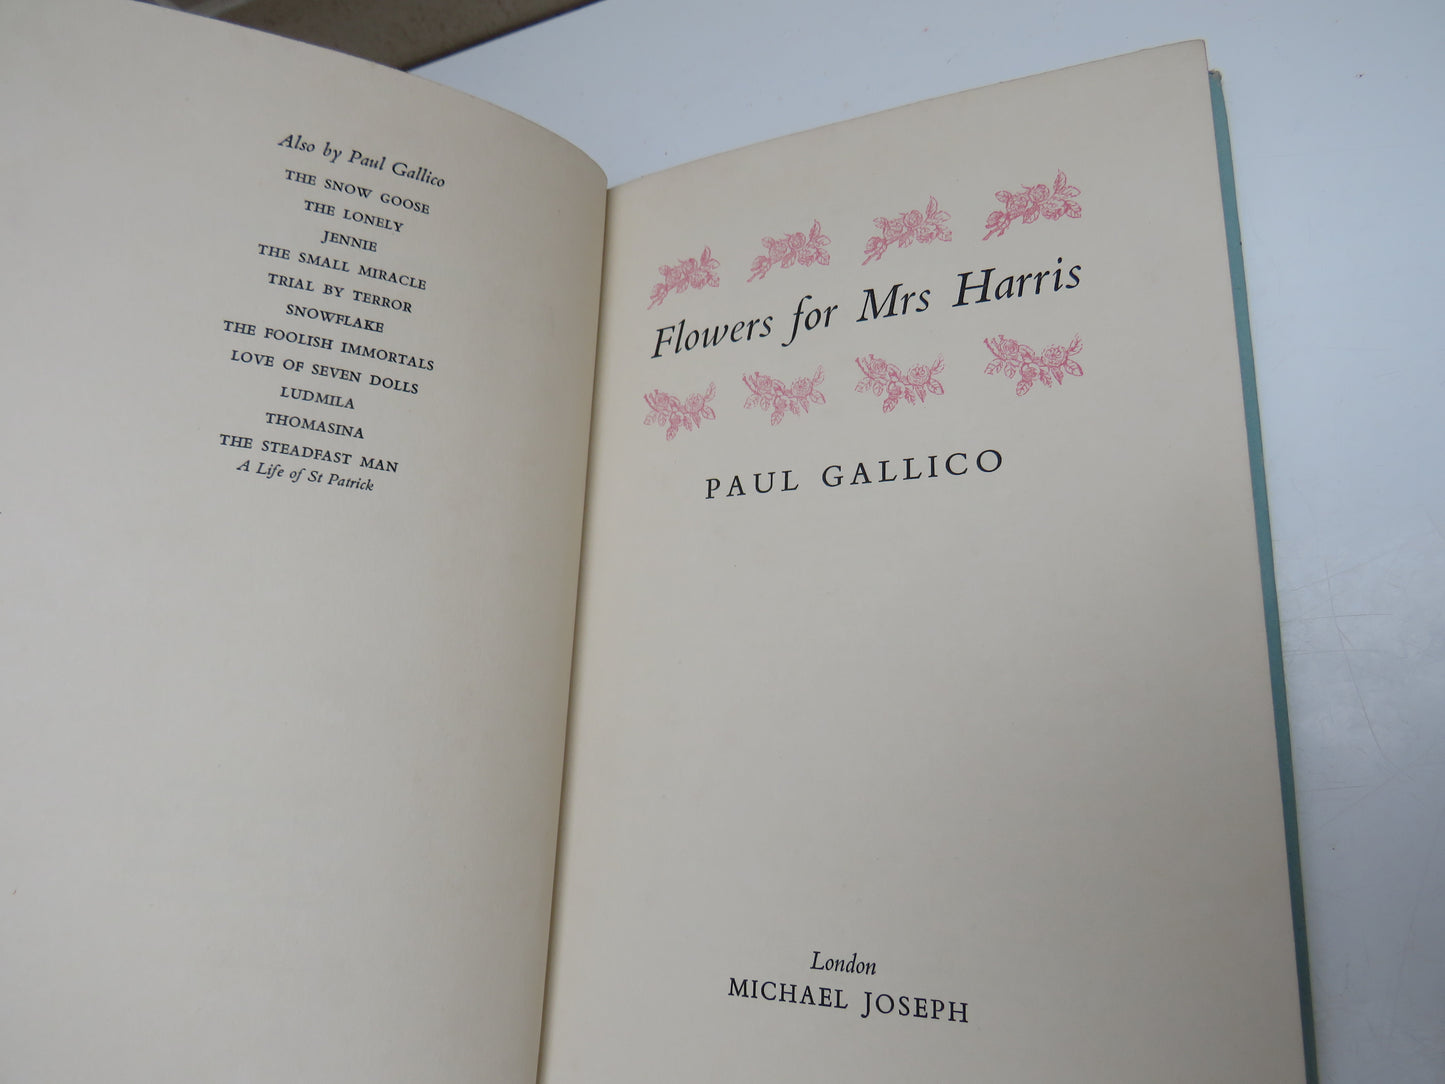 Also by Paul Gallico
THE SNOW GOOSE
THE LONELY
JENNIE
THE SMALL MIRACLE
TRIAL BY TERROR
SNOWFLAKE
THE FOOLISH IMMORTALS
LOVE OF SEVEN DOLLS
LUDMILA
THOMASINA
THE STEADFAST MAN
A Life of St Patrick
Flowers for Mrs Harris
PAUL GALLICO
London
MICHAEL JOSEPH